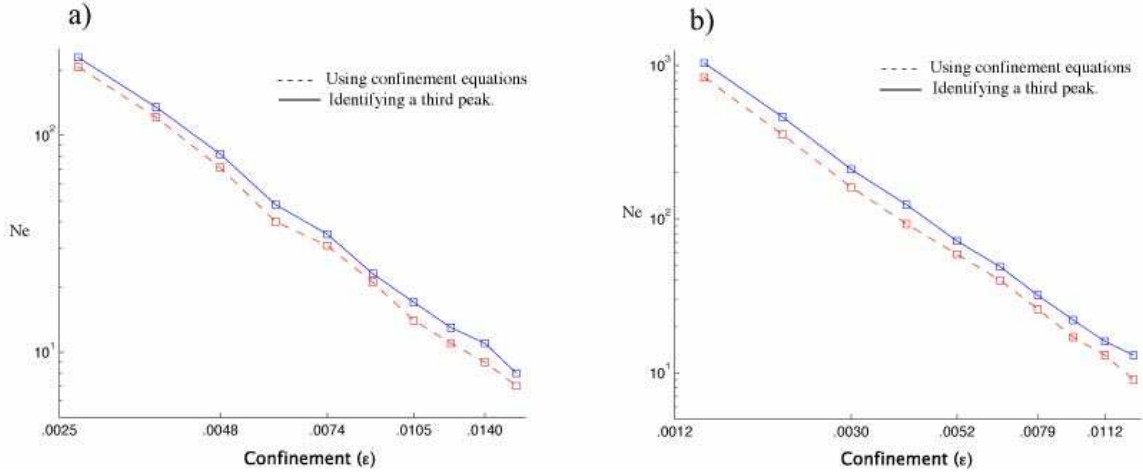 a)
Using confinement equations
Identifying a third peak.
10²
10¹
Ne
.0025
.0048
.0074
.0105
.0140
Confinement (ε)
b)
Using confinement equations
Identifying a third peak.
10³
10²
10¹
Ne
.0012
.0030
.0052
.0079
.0112
Confinement (ε)